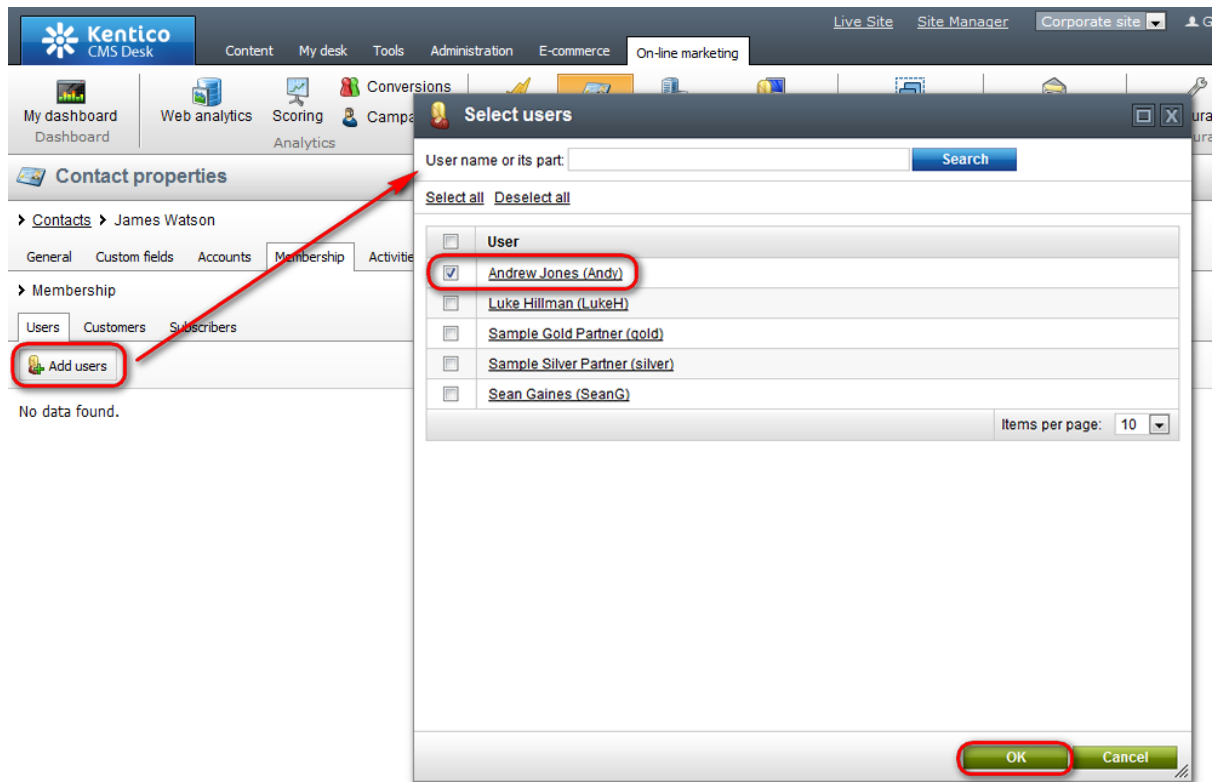 Kentico
CMS Desk
Live Site Site Manager Corporate site G
Content My desk Tools Administration E-commerce On-line marketing
My dashboard
Dashboard
Web analytics
Scoring
Conversions
Analytics
Select users
User name or its part: Search
Select all Deselect all
Contact properties
> Contacts > James Watson
General Custom fields Accounts Membership
> Membership
Users Customers Subscribers
Add users
No data found.
User
Andrew Jones (Andy)
Luke Hillman (LukeH)
Sample Gold Partner (gold)
Sample Silver Partner (silver)
Sean Gaines (SeanG)
Items per page: 10
OK Cancel